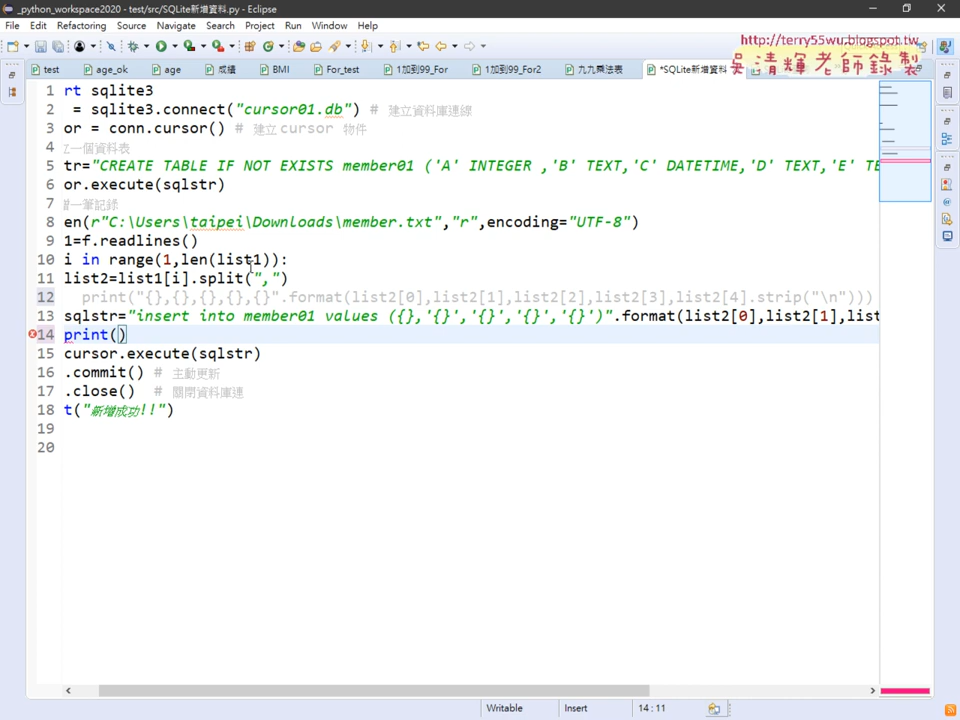 _python_workspace2020 - test/src/SQLite新增資料.py - Eclipse
File Edit Refactoring Source Navigate Search Project Run Window Help
http://terry55wu.blogspot.tw
吳清輝老師錄製
test age_ok age 成績 BMI For_test 1加到99_For 1加到99_For2 九九乘法表 *SQLite新增資料
1 rt sqlite3
2 = sqlite3.connect("cursor01.db") # 建立資料庫連線
3 or = conn.cursor() # 建立 cursor 物件
4 一個資料表
5 tr="CREATE TABLE IF NOT EXISTS member01 ('A' INTEGER ,'B' TEXT,'C' DATETIME,'D' TEXT,'E' TE
6 or.execute(sqlstr)
7 #一筆記錄
8 en(r"C:\Users\taipei\Downloads\member.txt","r",encoding="UTF-8")
9 1=f.readlines()
10 i in range(1,len(list1)):
11 list2=list1[i].split(",")
12 print("{},{},{},{},{}".format(list2[0],list2[1],list2[2],list2[3],list2[4].strip("\n")))
13 sqlstr="insert into member01 values ({},'{}','{}','{}','{}')".format(list2[0],list2[1],list
14 print()
15 cursor.execute(sqlstr)
16 .commit() # 主動更新
17 .close() # 關閉資料庫連
18 t("新增成功!!")
19
20
Writable Insert 14 : 11